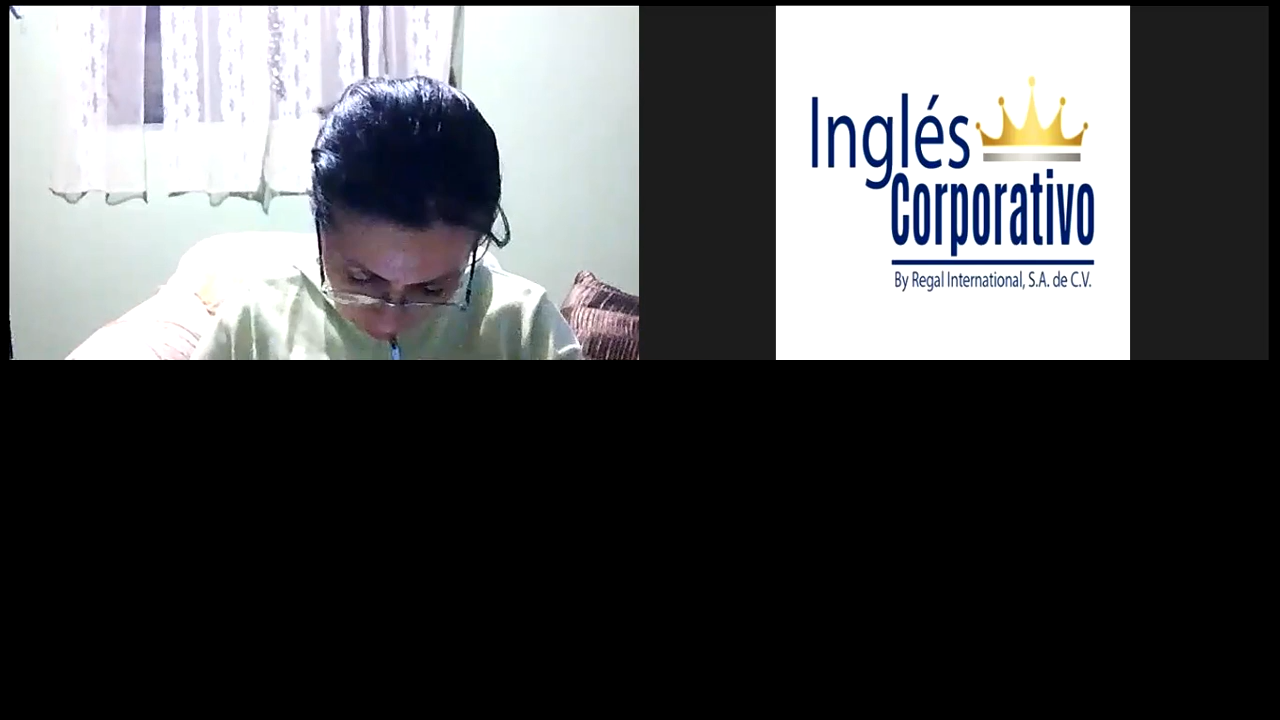 Inglés
Corporativo
By Regal International, S.A. de C.V.